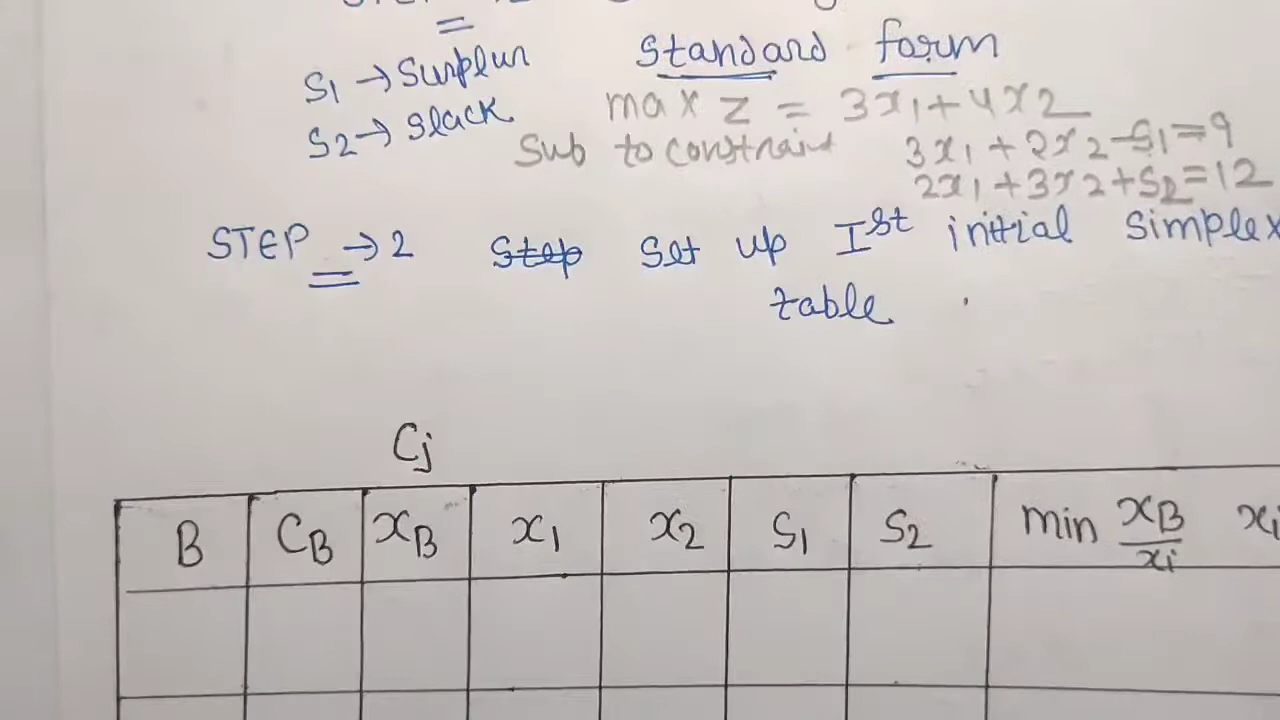 S1 → Surplun Standard form
S2 → Slack max Z = 3x1 + 4x2
Sub to constraint 3x1 + 2x2 - S1 = 9
2x1 + 3x2 + S2 = 12
STEP → 2 Step Set up Ist initial simplex
table
Cj
B CB xB x1 x2 S1 S2 min xB/xi xi